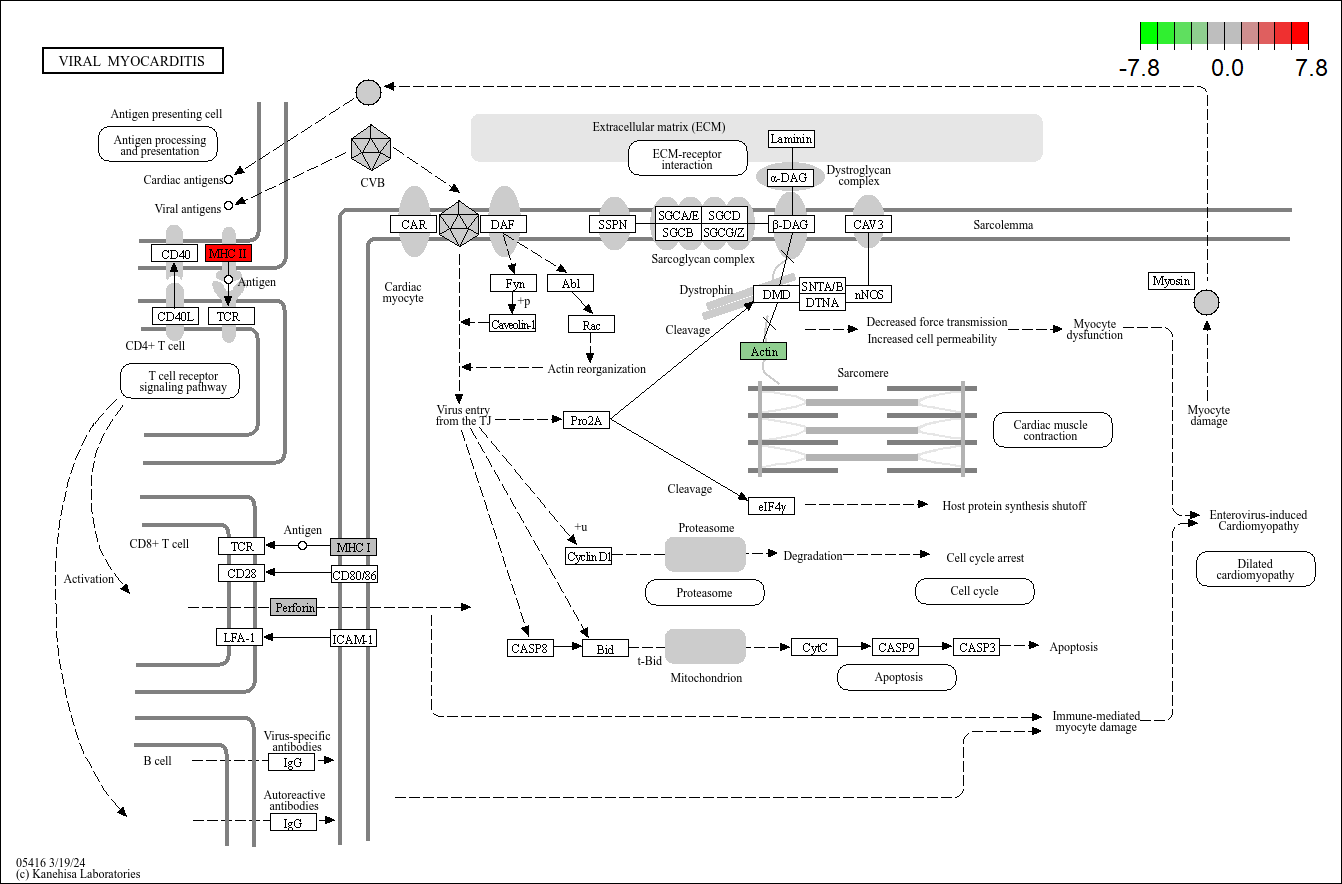 VIRAL MYOCARDITIS
-7.8
0.0
7.8
Antigen presenting cell
Antigen processing
and presentation
Cardiac antigens
Viral antigens
CVB
Extracellular matrix (ECM)
ECM-receptor
interaction
Laminin
α-DAG
Dystroglycan
complex
CD40
MHC II
Antigen
CD40L
TCR
CD4+ T cell
T cell receptor
signaling pathway
CAR
DAF
SSPN
SGCA/E
SGCD
SGCB
SGCG/Z
β-DAG
CAV3
Sarcolemma
Sarcoglycan complex
Cardiac
myocyte
Fyn
Abl
+p
Caveolin-1
Rac
Actin reorganization
Dystrophin
DMD
SNTA/B
DTNA
nNOS
Cleavage
Actin
Decreased force transmission
Increased cell permeability
Myocyte
dysfunction
Myosin
Sarcomere
Cardiac muscle
contraction
Myocyte
damage
Virus entry
from the TJ
Pro2A
Cleavage
eIF4γ
Host protein synthesis shutoff
Enterovirus-induced
Cardiomyopathy
Dilated
cardiomyopathy
CD8+ T cell
TCR
Antigen
MHC I
CD28
CD80/86
Activation
Perforin
LFA-1
ICAM-1
+u
Cyclin D1
Proteasome
Degradation
Cell cycle arrest
Proteasome
Cell cycle
CASP8
Bid
t-Bid
Mitochondrion
CytC
CASP9
CASP3
Apoptosis
Apoptosis
Immune-mediated
myocyte damage
Virus-specific
antibodies
B cell
IgG
Autoreactive
antibodies
IgG
05416 3/19/24
(c) Kanehisa Laboratories